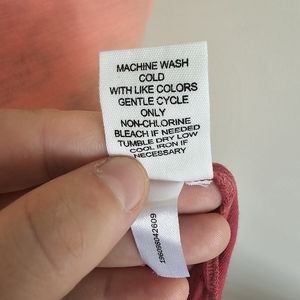 MACHINE WASH
COLD
WITH LIKE COLORS
GENTLE CYCLE
ONLY
NON-CHLORINE
BLEACH IF NEEDED
TUMBLE DRY LOW
COOL IRON IF
NECESSARY